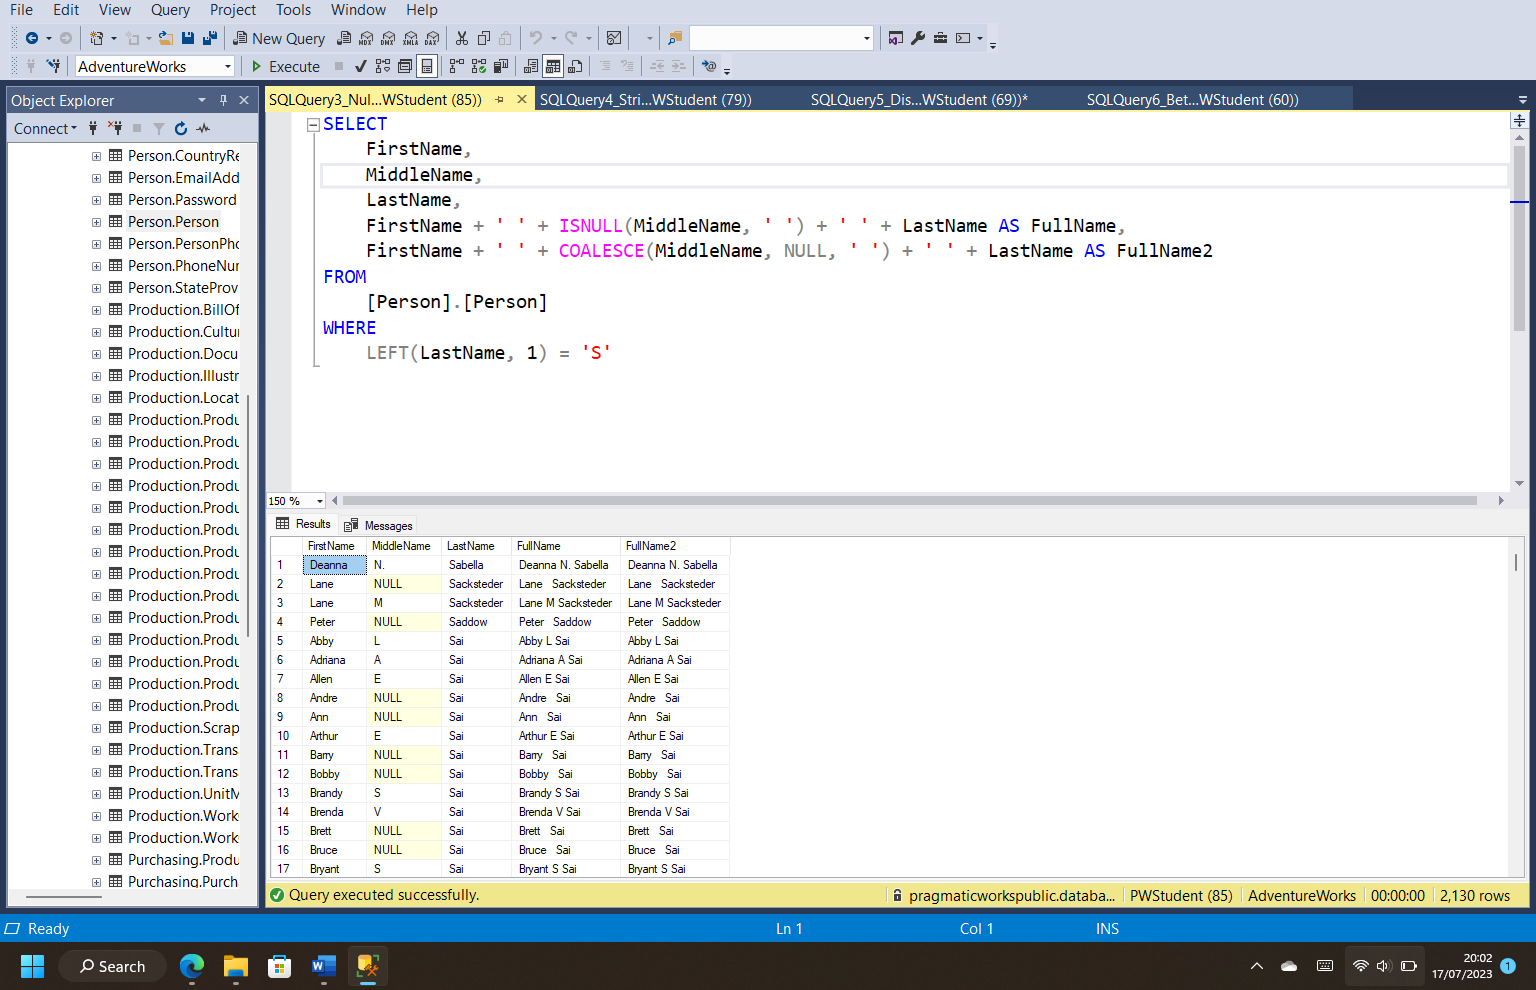 File Edit View Query Project Tools Window Help
New Query
AdventureWorks Execute
Object Explorer
Connect
Person.CountryRe
Person.EmailAdd
Person.Password
Person.Person
Person.PersonPho
Person.PhoneNur
Person.StateProv
Production.BillOf
Production.Cultur
Production.Docu
Production.Illustr
Production.Locat
Production.Produ
Production.Produ
Production.Produ
Production.Produ
Production.Produ
Production.Produ
Production.Produ
Production.Produ
Production.Produ
Production.Produ
Production.Produ
Production.Produ
Production.Produ
Production.Produ
Production.Scrap
Production.Trans
Production.Trans
Production.UnitM
Production.Work
Production.Work
Purchasing.Produ
Purchasing.Purch
SQLQuery3_Nul...WStudent (85)) SQLQuery4_Stri...WStudent (79)) SQLQuery5_Dis...WStudent (69))* SQLQuery6_Bet...WStudent (60))
SELECT
FirstName,
MiddleName,
LastName,
FirstName + ' ' + ISNULL(MiddleName, ' ') + ' ' + LastName AS FullName,
FirstName + ' ' + COALESCE(MiddleName, NULL, ' ') + ' ' + LastName AS FullName2
FROM
[Person].[Person]
WHERE
LEFT(LastName, 1) = 'S'
150 %
Results Messages
FirstName MiddleName LastName FullName FullName2
1 Deanna N. Sabella Deanna N. Sabella Deanna N. Sabella
2 Lane NULL Sacksteder Lane   Sacksteder Lane   Sacksteder
3 Lane M Sacksteder Lane M Sacksteder Lane M Sacksteder
4 Peter NULL Saddow Peter   Saddow Peter   Saddow
5 Abby L Sai Abby L Sai Abby L Sai
6 Adriana A Sai Adriana A Sai Adriana A Sai
7 Allen E Sai Allen E Sai Allen E Sai
8 Andre NULL Sai Andre   Sai Andre   Sai
9 Ann NULL Sai Ann   Sai Ann   Sai
10 Arthur E Sai Arthur E Sai Arthur E Sai
11 Barry NULL Sai Barry   Sai Barry   Sai
12 Bobby NULL Sai Bobby   Sai Bobby   Sai
13 Brandy S Sai Brandy S Sai Brandy S Sai
14 Brenda V Sai Brenda V Sai Brenda V Sai
15 Brett NULL Sai Brett   Sai Brett   Sai
16 Bruce NULL Sai Bruce   Sai Bruce   Sai
17 Bryant S Sai Bryant S Sai Bryant S Sai
Query executed successfully. pragmaticworkspublic.databa... PWStudent (85) AdventureWorks 00:00:00 2,130 rows
Ready Ln 1 Col 1 INS
Search
20:02
17/07/2023 1